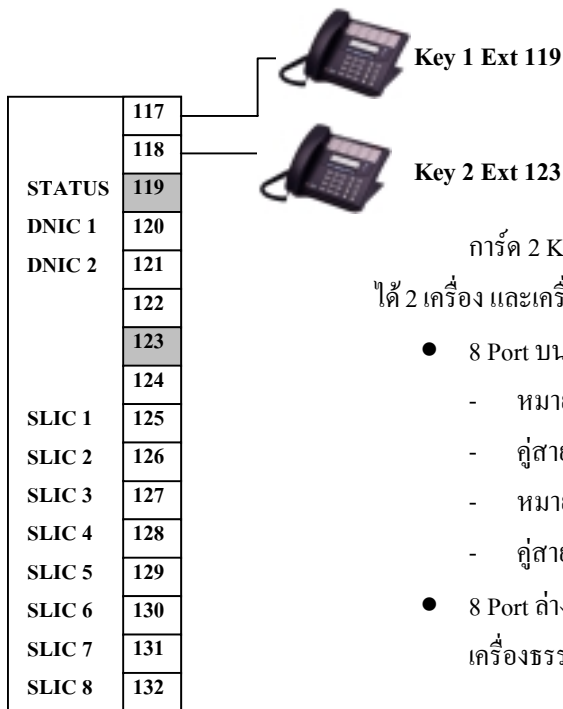 Key 1 Ext 119
117
118
Key 2 Ext 123
STATUS 119
DNIC 1 120
DNIC 2 121
122
123
124
SLIC 1 125
SLIC 2 126
SLIC 3 127
SLIC 4 128
SLIC 5 129
SLIC 6 130
SLIC 7 131
SLIC 8 132
การ์ด 2 K
ได้ 2 เครื่อง และเครื่
● 8 Port บน
- หมาย
- คู่สาย
- หมาย
- คู่สาย
● 8 Port ล่าง
เครื่องธรร